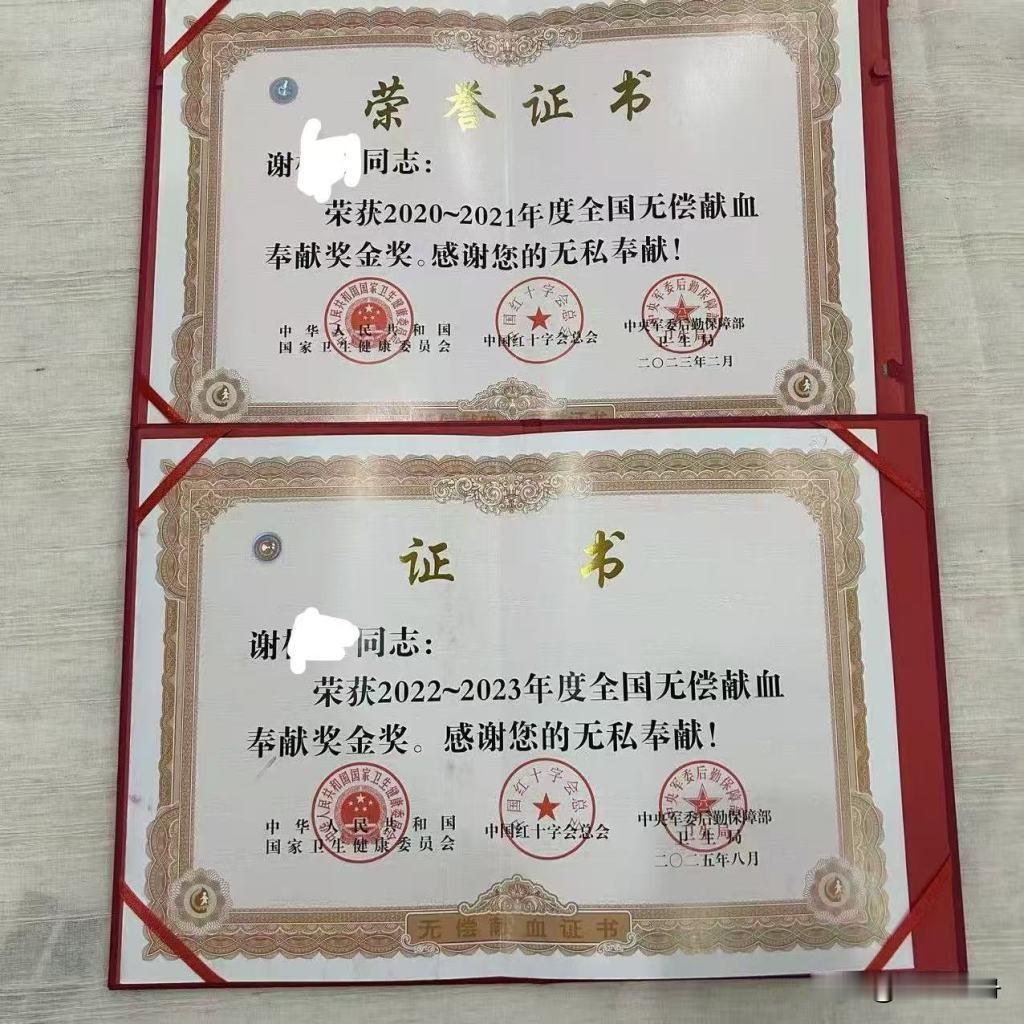 荣誉证书
谢 同志：
荣获2020~2021年度全国无偿献血
奉献奖金奖。感谢您的无私奉献！
中华人民共和国
国家卫生健康委员会
中国红十字会总会
中央军委后勤保障部
卫生局
二〇二三年二月
证书
谢 同志：
荣获2022~2023年度全国无偿献血
奉献奖金奖。感谢您的无私奉献！
中华人民共和国
国家卫生健康委员会
中国红十字会总会
中央军委后勤保障部
卫生局
二〇二五年八月
无偿献血证书